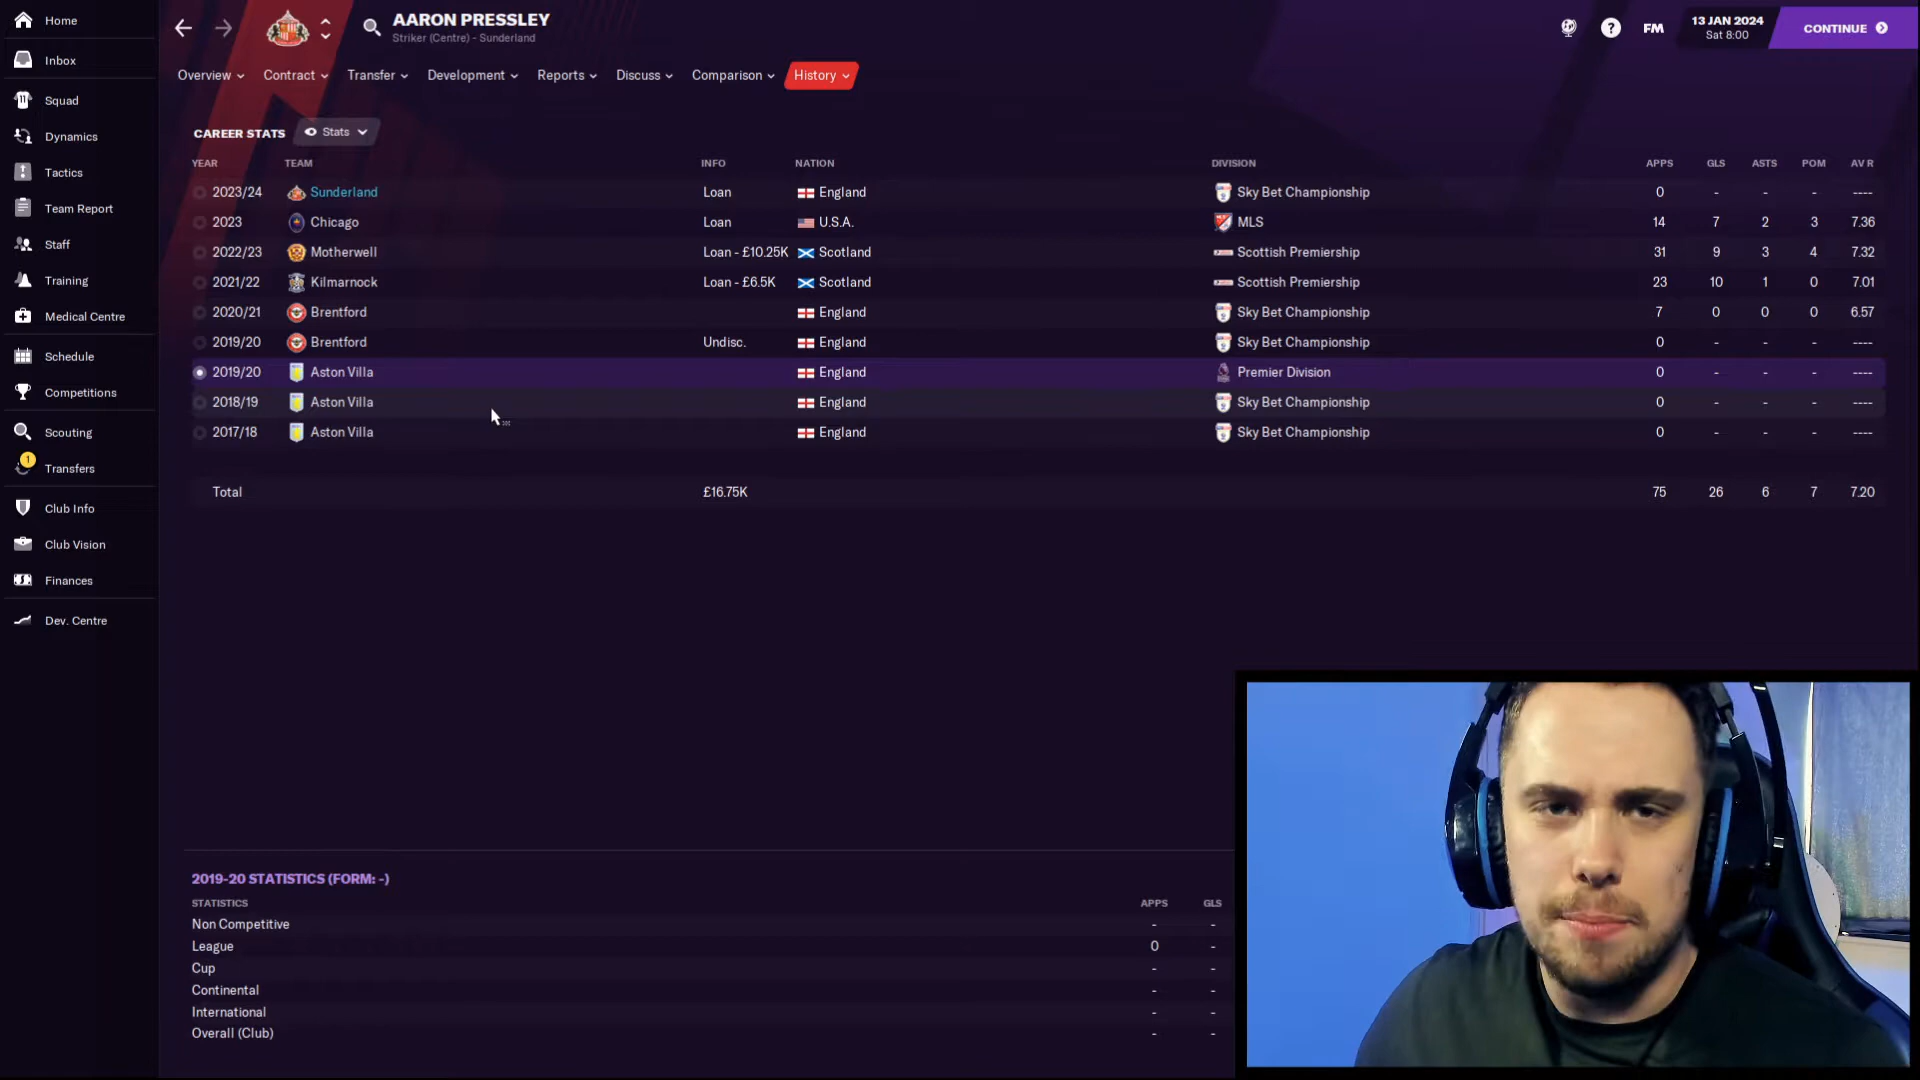 Home
Inbox
Squad
Dynamics
Tactics
Team Report
Staff
Training
Medical Centre
Schedule
Competitions
Scouting
1
Transfers
Club Info
Club Vision
Finances
Dev. Centre
AARON PRESSLEY
Striker (Centre) - Sunderland
? FM 13 JAN 2024 CONTINUE
Sat 8:00
Overview Contract Transfer Development Reports Discuss Comparison History
CAREER STATS Stats
YEAR TEAM INFO NATION DIVISION APPS GLS ASTS POM AV R
2023/24 Sunderland Loan England Sky Bet Championship 0 - - - ----
2023 Chicago Loan U.S.A. MLS 14 7 2 3 7.36
2022/23 Motherwell Loan - £10.25K Scotland Scottish Premiership 31 9 3 4 7.32
2021/22 Kilmarnock Loan - £6.5K Scotland Scottish Premiership 23 10 1 0 7.01
2020/21 Brentford England Sky Bet Championship 7 0 0 0 6.57
2019/20 Brentford Undisc. England Sky Bet Championship 0 - - - ----
2019/20 Aston Villa England Premier Division 0 - - - ----
2018/19 Aston Villa England Sky Bet Championship 0 - - - ----
2017/18 Aston Villa England Sky Bet Championship 0 - - - ----
Total £16.75K 75 26 6 7 7.20
2019-20 STATISTICS (FORM: -)
STATISTICS APPS GLS
Non Competitive - -
League 0 -
Cup - -
Continental - -
International - -
Overall (Club) - -